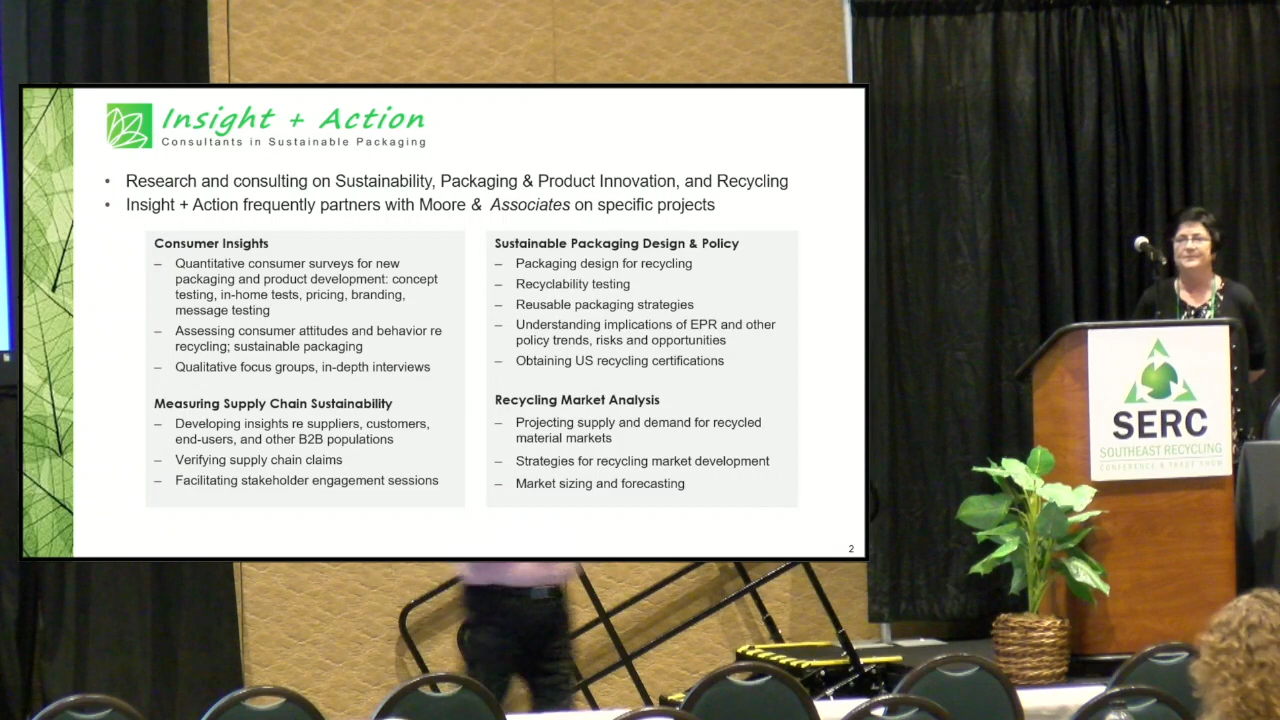 Insight + Action
Consultants in Sustainable Packaging
• Research and consulting on Sustainability, Packaging & Product Innovation, and Recycling
• Insight + Action frequently partners with Moore & Associates on specific projects
Consumer Insights
– Quantitative consumer surveys for new
packaging and product development: concept
testing, in-home tests, pricing, branding,
message testing
– Assessing consumer attitudes and behavior re
recycling; sustainable packaging
– Qualitative focus groups, in-depth interviews
Measuring Supply Chain Sustainability
– Developing insights re suppliers, customers,
end-users, and other B2B populations
– Verifying supply chain claims
– Facilitating stakeholder engagement sessions
Sustainable Packaging Design & Policy
– Packaging design for recycling
– Recyclability testing
– Reusable packaging strategies
– Understanding implications of EPR and other
policy trends, risks and opportunities
– Obtaining US recycling certifications
Recycling Market Analysis
– Projecting supply and demand for recycled
material markets
– Strategies for recycling market development
– Market sizing and forecasting
2
SERC
SOUTHEAST RECYCLING
CONFERENCE & TRADE SHOW